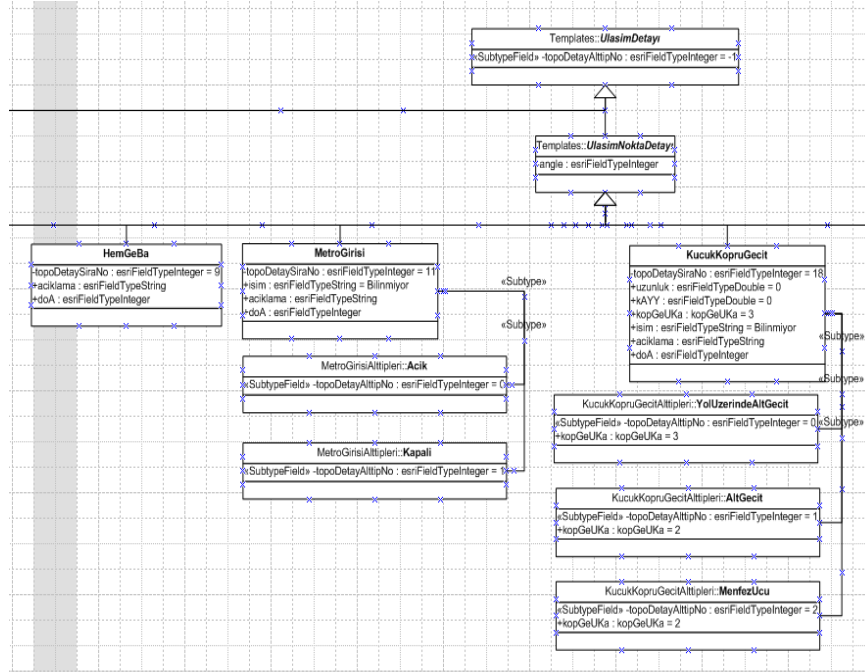 Templates::UlasimDetayı
«SubtypeField» -topoDetayAlttipNo : esriFieldTypeInteger = -1
Templates::UlasimNoktaDetayı
-angle : esriFieldTypeInteger
HemGeBa
-topoDetaySiraNo : esriFieldTypeInteger = 9
+aciklama : esriFieldTypeString
+doA : esriFieldTypeInteger
MetroGirisi
-topoDetaySiraNo : esriFieldTypeInteger = 11
+isim : esriFieldTypeString = Bilinmiyor
+aciklama : esriFieldTypeString
+doA : esriFieldTypeInteger
«Subtype»
«Subtype»
MetroGirisiAlttipleri::Acik
«SubtypeField» -topoDetayAlttipNo : esriFieldTypeInteger = 0
MetroGirisiAlttipleri::Kapali
«SubtypeField» -topoDetayAlttipNo : esriFieldTypeInteger = 1
KucukKopruGecit
-topoDetaySiraNo : esriFieldTypeInteger = 18
+uzunluk : esriFieldTypeDouble = 0
+kAYY : esriFieldTypeDouble = 0
+kopGeUKa : kopGeUKa = 3
+isim : esriFieldTypeString = Bilinmiyor
+aciklama : esriFieldTypeString
+doA : esriFieldTypeInteger
«Subtype»
«Subtype»
«Subtype»
KucukKopruGecitAlttipleri::YolUzerindeAltGecit
«SubtypeField» -topoDetayAlttipNo : esriFieldTypeInteger = 0
+kopGeUKa : kopGeUKa = 3
KucukKopruGecitAlttipleri::AltGecit
«SubtypeField» -topoDetayAlttipNo : esriFieldTypeInteger = 1
+kopGeUKa : kopGeUKa = 2
KucukKopruGecitAlttipleri::MenfezUcu
«SubtypeField» -topoDetayAlttipNo : esriFieldTypeInteger = 2
+kopGeUKa : kopGeUKa = 2